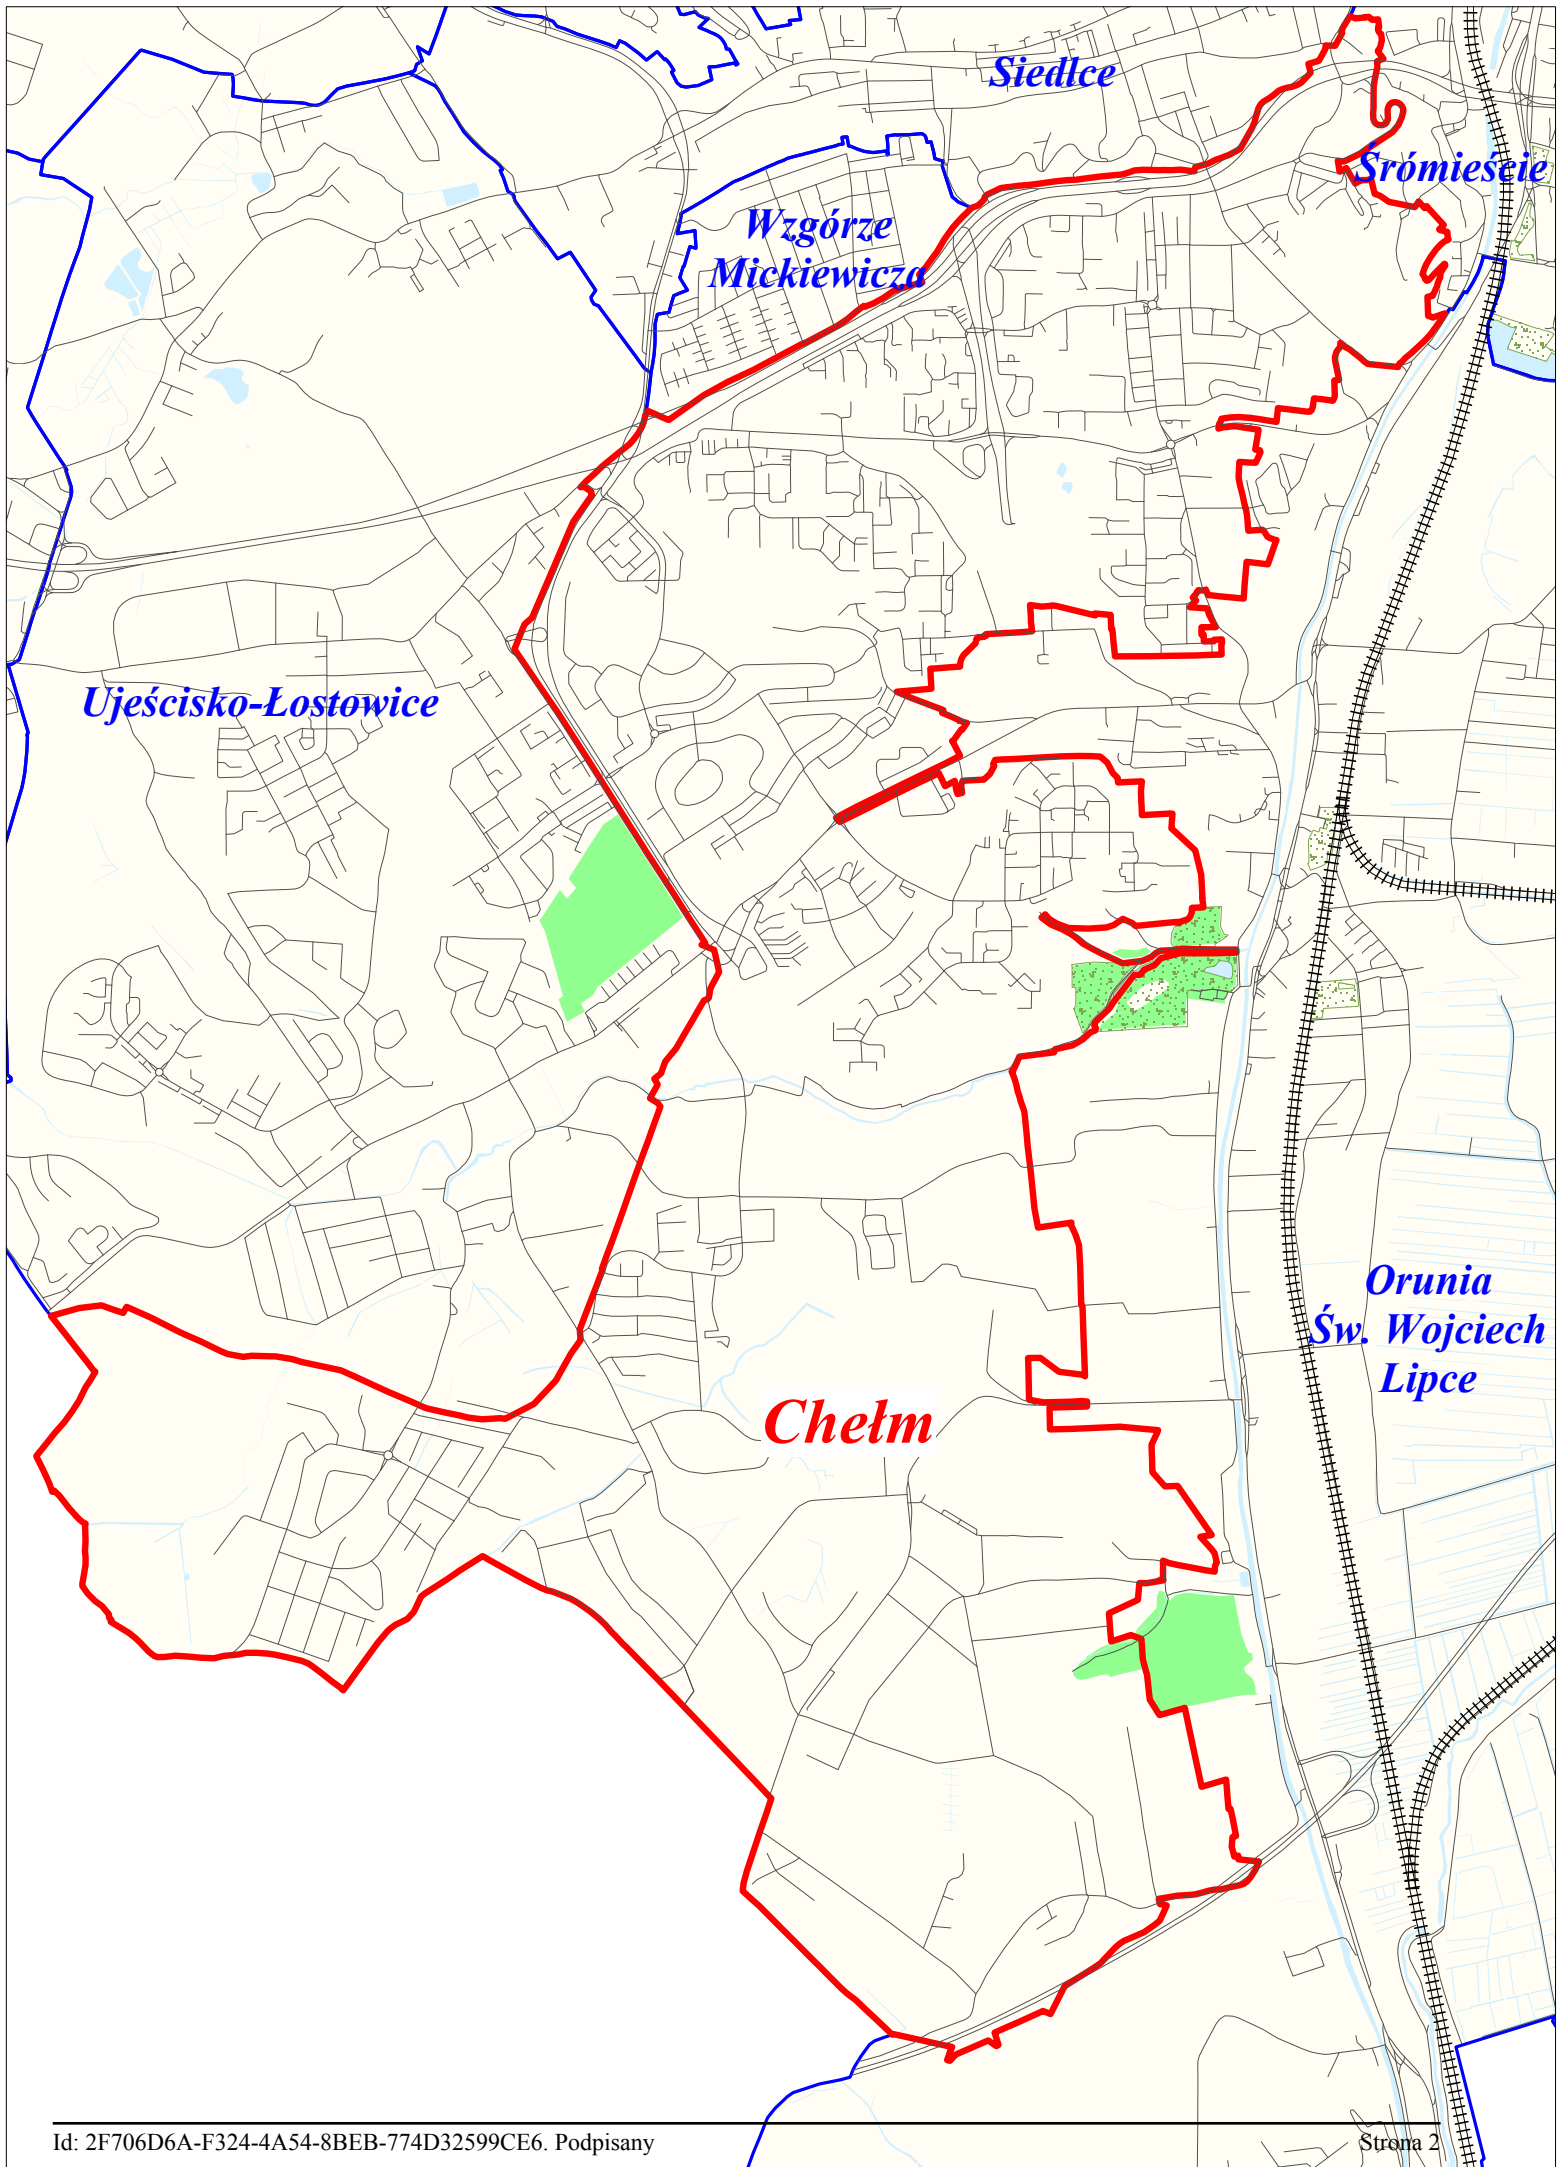 Siedlce
Śrómieście
Wzgórze
Mickiewicza
Ujeścisko-Łostowice
Orunia
Św. Wojciech
Lipce
Chełm
Id: 2F706D6A-F324-4A54-8BEB-774D32599CE6. Podpisany
Strona 2